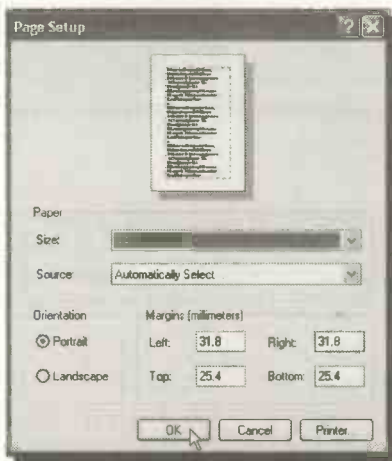 Page Setup
Paper
Size:
Source: Automatically Select
Orientation Margins (millimeters)
Portrait Left: 31.8 Right: 31.8
Landscape Top: 25.4 Bottom: 25.4
OK Cancel Printer...